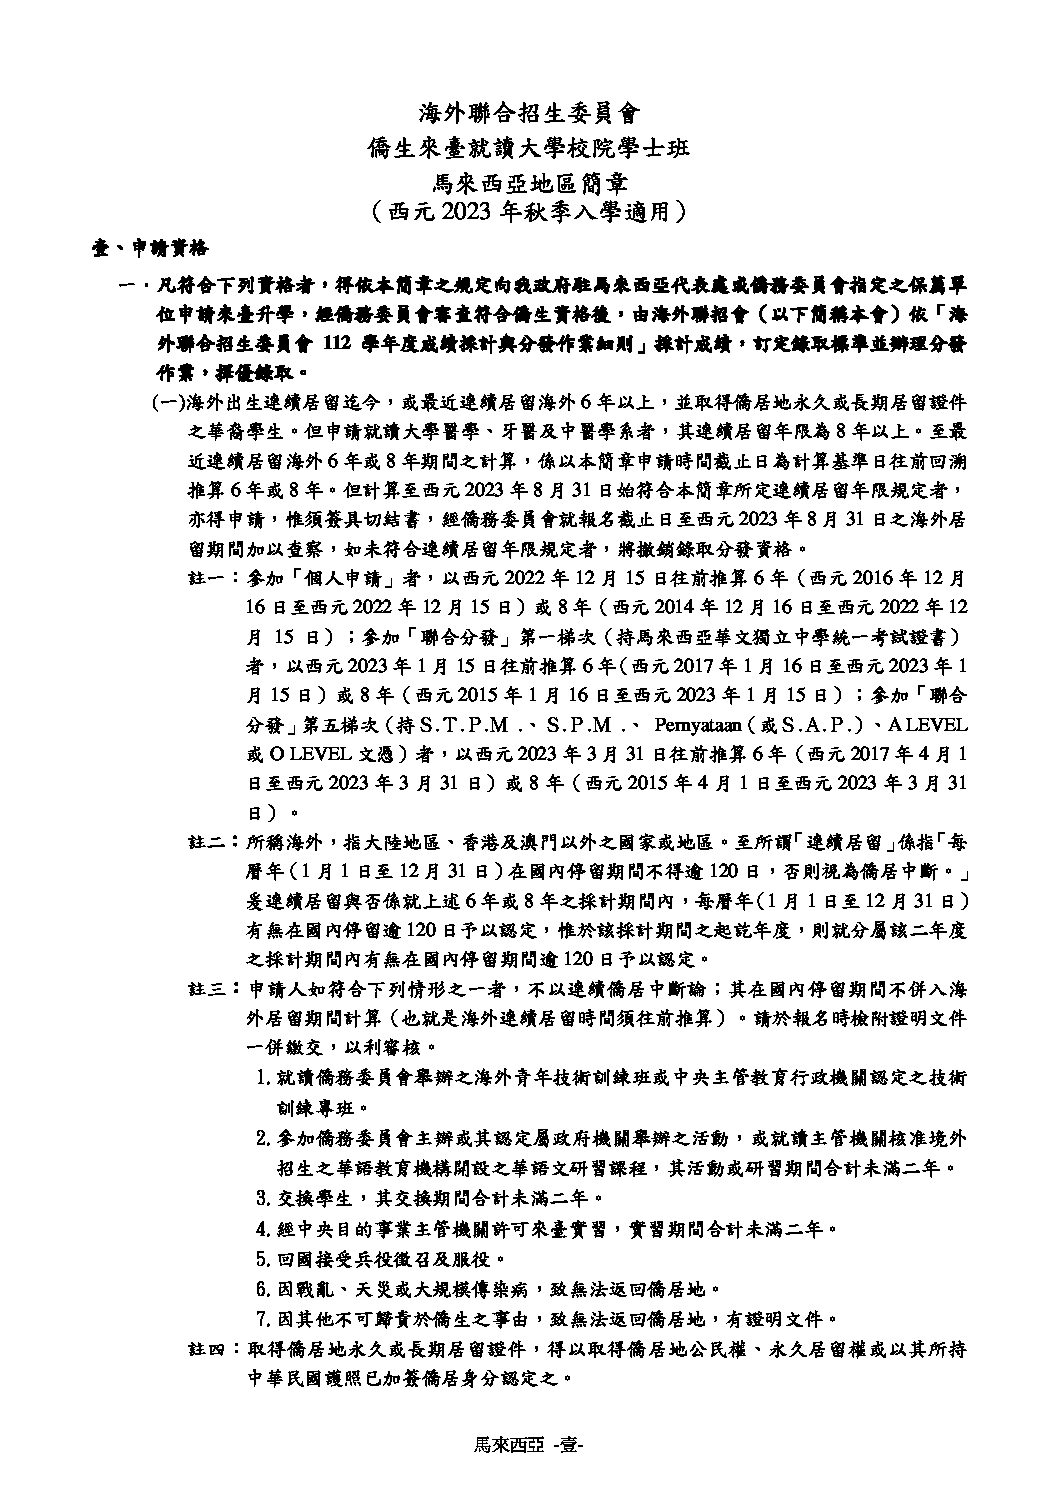 海外聯合招生委員會
僑生來臺就讀大學校院學士班
馬來西亞地區簡章
（西元 2023 年秋季入學適用）
壹、申請資格
一．凡符合下列資格者，得依本簡章之規定向我政府駐馬來西亞代表處或僑務委員會指定之保薦單
位申請來臺升學，經僑務委員會審查符合僑生資格後，由海外聯招會（以下簡稱本會）依「海
外聯合招生委員會 112 學年度成績採計與分發作業細則」採計成績，訂定錄取標準並辦理分發
作業，擇優錄取。
(一)海外出生連續居留迄今，或最近連續居留海外 6 年以上，並取得僑居地永久或長期居留證件
之華裔學生。但申請就讀大學醫學、牙醫及中醫學系者，其連續居留年限為 8 年以上。至最
近連續居留海外 6 年或 8 年期間之計算，係以本簡章申請時間截止日為計算基準日往前回溯
推算 6 年或 8 年。但計算至西元 2023 年 8 月 31 日始符合本簡章所定連續居留年限規定者，
亦得申請，惟須簽具切結書，經僑務委員會就報名截止日至西元 2023 年 8 月 31 日之海外居
留期間加以查察，如未符合連續居留年限規定者，將撤銷錄取分發資格。
註一：參加「個人申請」者，以西元 2022 年 12 月 15 日往前推算 6 年（西元 2016 年 12 月
16 日至西元 2022 年 12 月 15 日）或 8 年（西元 2014 年 12 月 16 日至西元 2022 年 12
月 15 日）；參加「聯合分發」第一梯次（持馬來西亞華文獨立中學統一考試證書）
者，以西元 2023 年 1 月 15 日往前推算 6 年（西元 2017 年 1 月 16 日至西元 2023 年 1
月 15 日）或 8 年（西元 2015 年 1 月 16 日至西元 2023 年 1 月 15 日）；參加「聯合
分發」第五梯次（持 S.T.P.M .、 S.P.M .、 Pernyataan（或 S.A.P.）、A LEVEL
或 O LEVEL 文憑）者，以西元 2023 年 3 月 31 日往前推算 6 年（西元 2017 年 4 月 1
日至西元 2023 年 3 月 31 日）或 8 年（西元 2015 年 4 月 1 日至西元 2023 年 3 月 31
日）。
註二：所稱海外，指大陸地區、香港及澳門以外之國家或地區。至所謂「連續居留」係指「每
曆年（1 月 1 日至 12 月 31 日）在國內停留期間不得逾 120 日，否則視為僑居中斷。」
爰連續居留與否係就上述 6 年或 8 年之採計期間內，每曆年（1 月 1 日至 12 月 31 日）
有無在國內停留逾 120 日予以認定，惟於該採計期間之起訖年度，則就分屬該二年度
之採計期間內有無在國內停留期間逾 120 日予以認定。
註三：申請人如符合下列情形之一者，不以連續僑居中斷論；其在國內停留期間不併入海
外居留期間計算（也就是海外連續居留時間須往前推算）。請於報名時檢附證明文件
一併繳交，以利審核。
1. 就讀僑務委員會舉辦之海外青年技術訓練班或中央主管教育行政機關認定之技術
訓練專班。
2. 參加僑務委員會主辦或其認定屬政府機關舉辦之活動，或就讀主管機關核准境外
招生之華語教育機構開設之華語文研習課程，其活動或研習期間合計未滿二年。
3. 交換學生，其交換期間合計未滿二年。
4. 經中央目的事業主管機關許可來臺實習，實習期間合計未滿二年。
5. 回國接受兵役徵召及服役。
6. 因戰亂、天災或大規模傳染病，致無法返回僑居地。
7. 因其他不可歸責於僑生之事由，致無法返回僑居地，有證明文件。
註四：取得僑居地永久或長期居留證件，得以取得僑居地公民權、永久居留權或以其所持
中華民國護照已加簽僑居身分認定之。
馬來西亞 -壹-